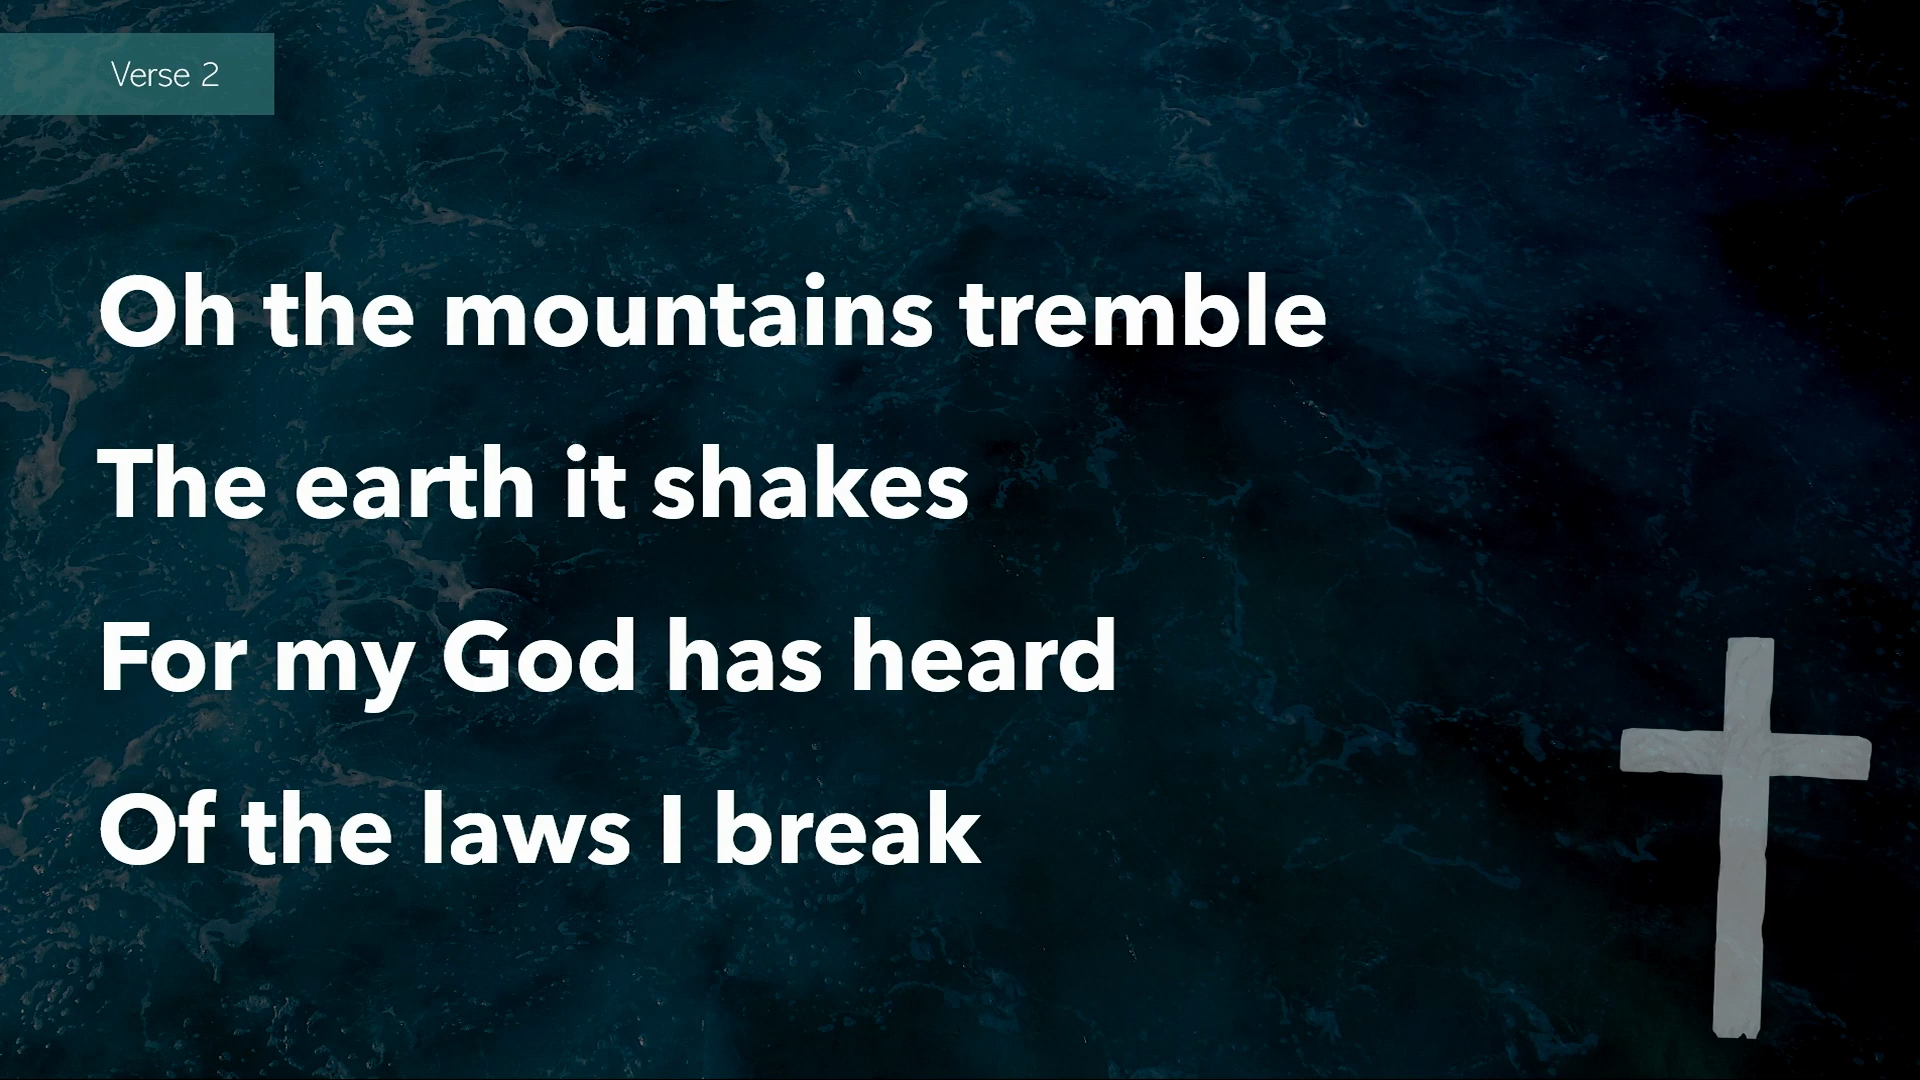 Verse 2
Oh the mountains tremble
The earth it shakes
For my God has heard
Of the laws I break